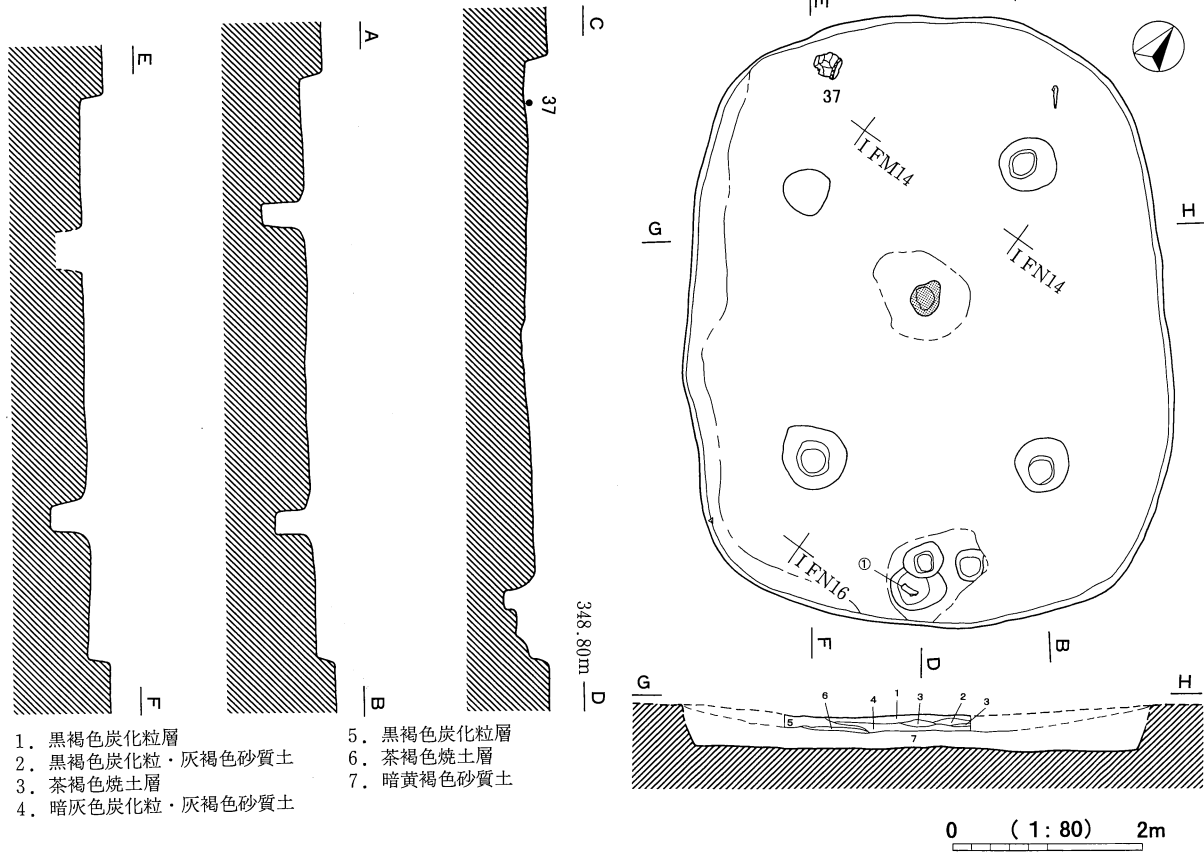 E
A
C
37
E
F
B
348.80m D
37
I FM14
I FN14
G
H
①
I FN16
F
D
B
G
H
6
4
1
3
2
3
5
7
1. 黒褐色炭化粒層
2. 黒褐色炭化粒・灰褐色砂質土
3. 茶褐色焼土層
4. 暗灰色炭化粒・灰褐色砂質土
5. 黒褐色炭化粒層
6. 茶褐色焼土層
7. 暗黄褐色砂質土
0 (1:80) 2m